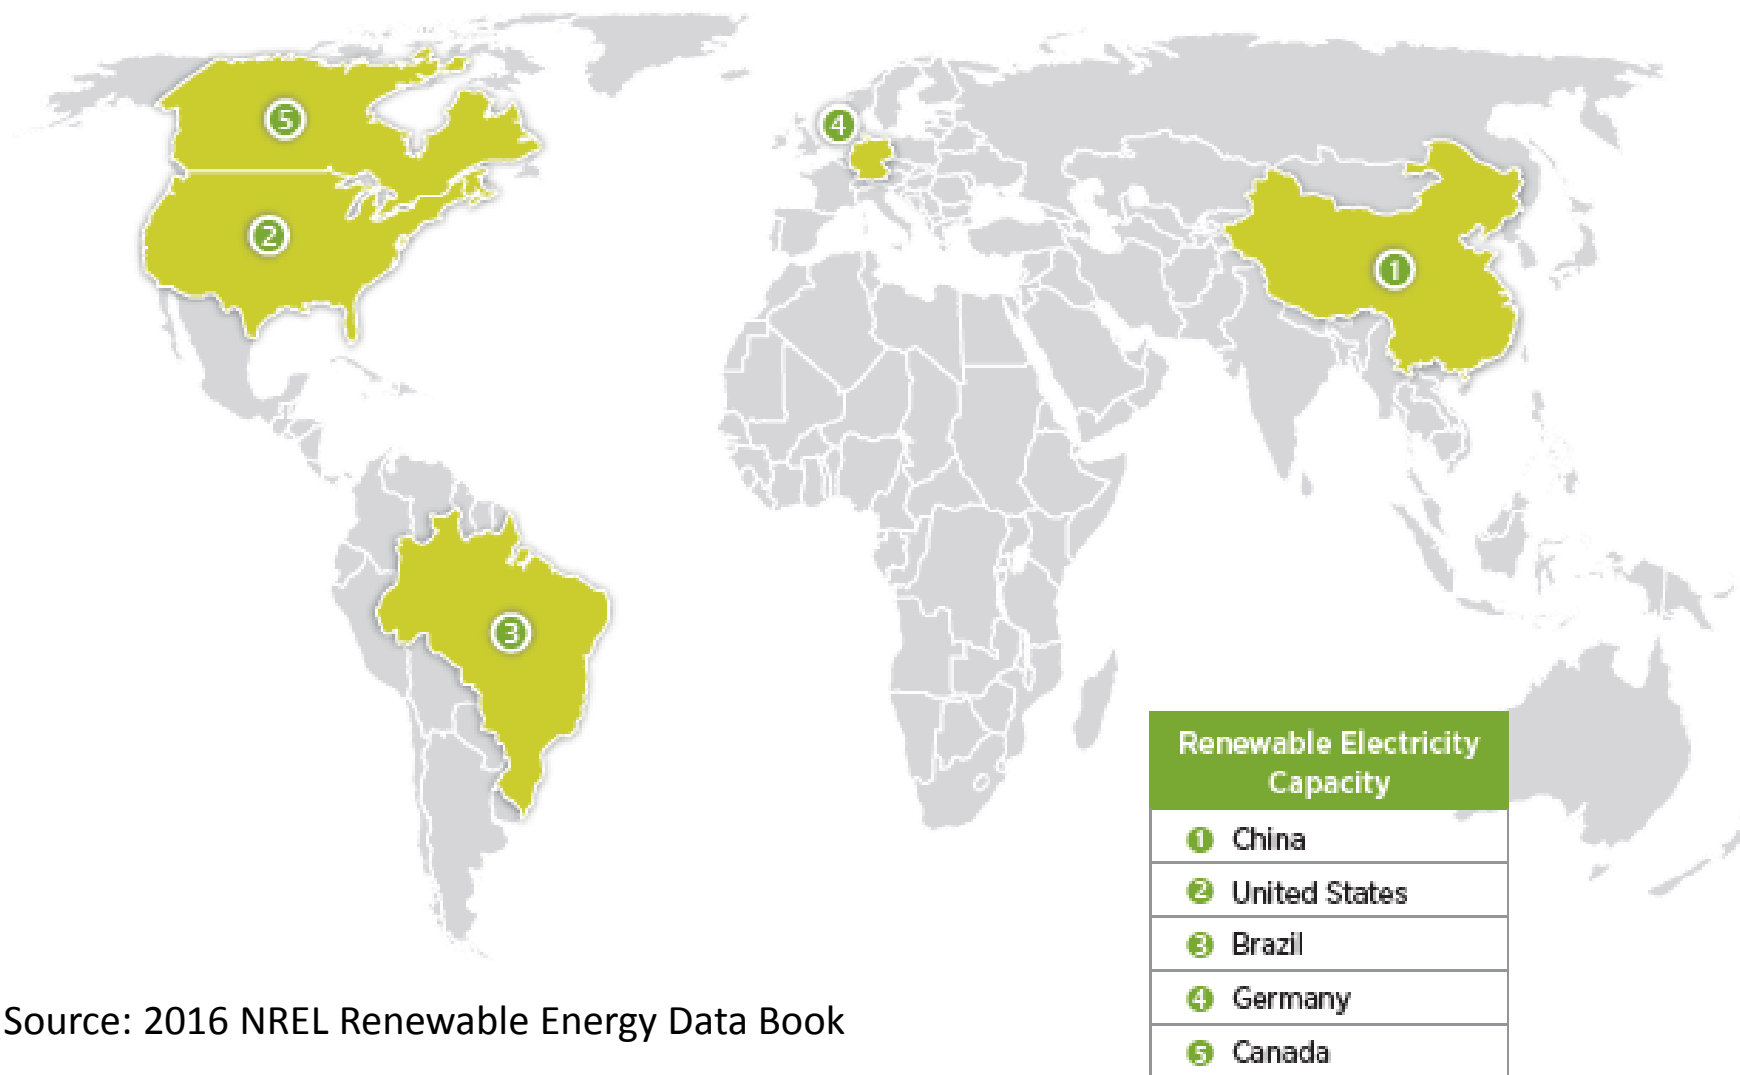 5
4
2
1
3
Renewable Electricity
Capacity
1 China
2 United States
3 Brazil
4 Germany
5 Canada
Source: 2016 NREL Renewable Energy Data Book